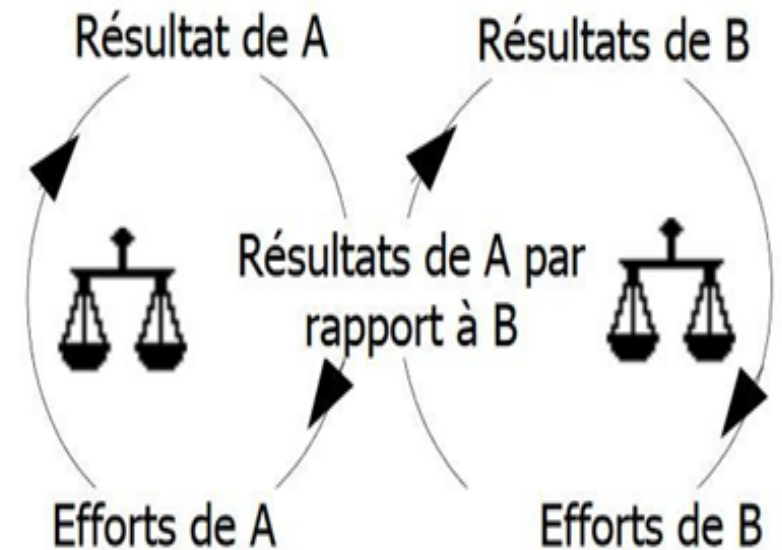 Résultat de A
Résultats de B
Résultats de A par
rapport à B
Efforts de A
Efforts de B